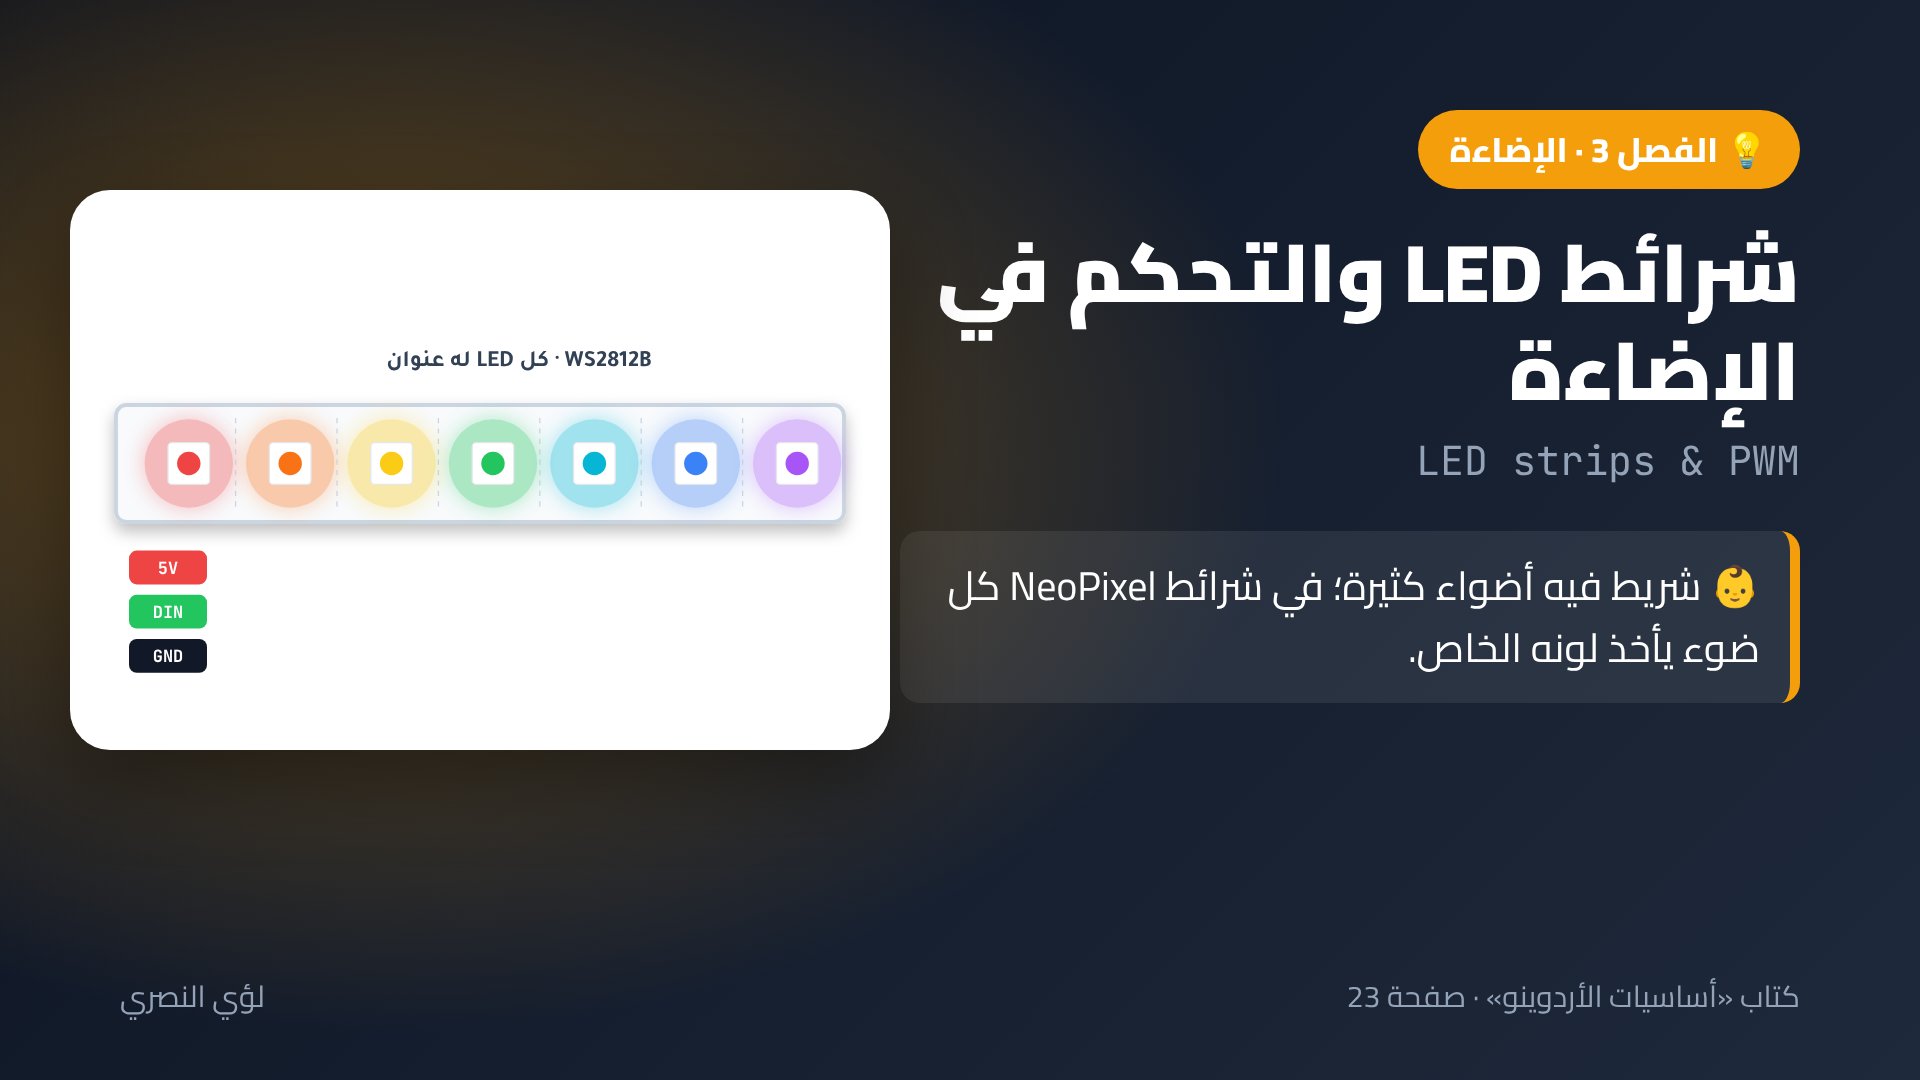 💡 الفصل 3 · الإضاءة
شرائط LED والتحكم في
الإضاءة
LED strips & PWM
👶 شريط فيه أضواء كثيرة؛ في شرائط NeoPixel كل
ضوء يأخذ لونه الخاص.
WS2812B · كل LED له عنوان
5V
DIN
GND
كتاب «أساسيات الأردوينو» · صفحة 23
لؤي النصري